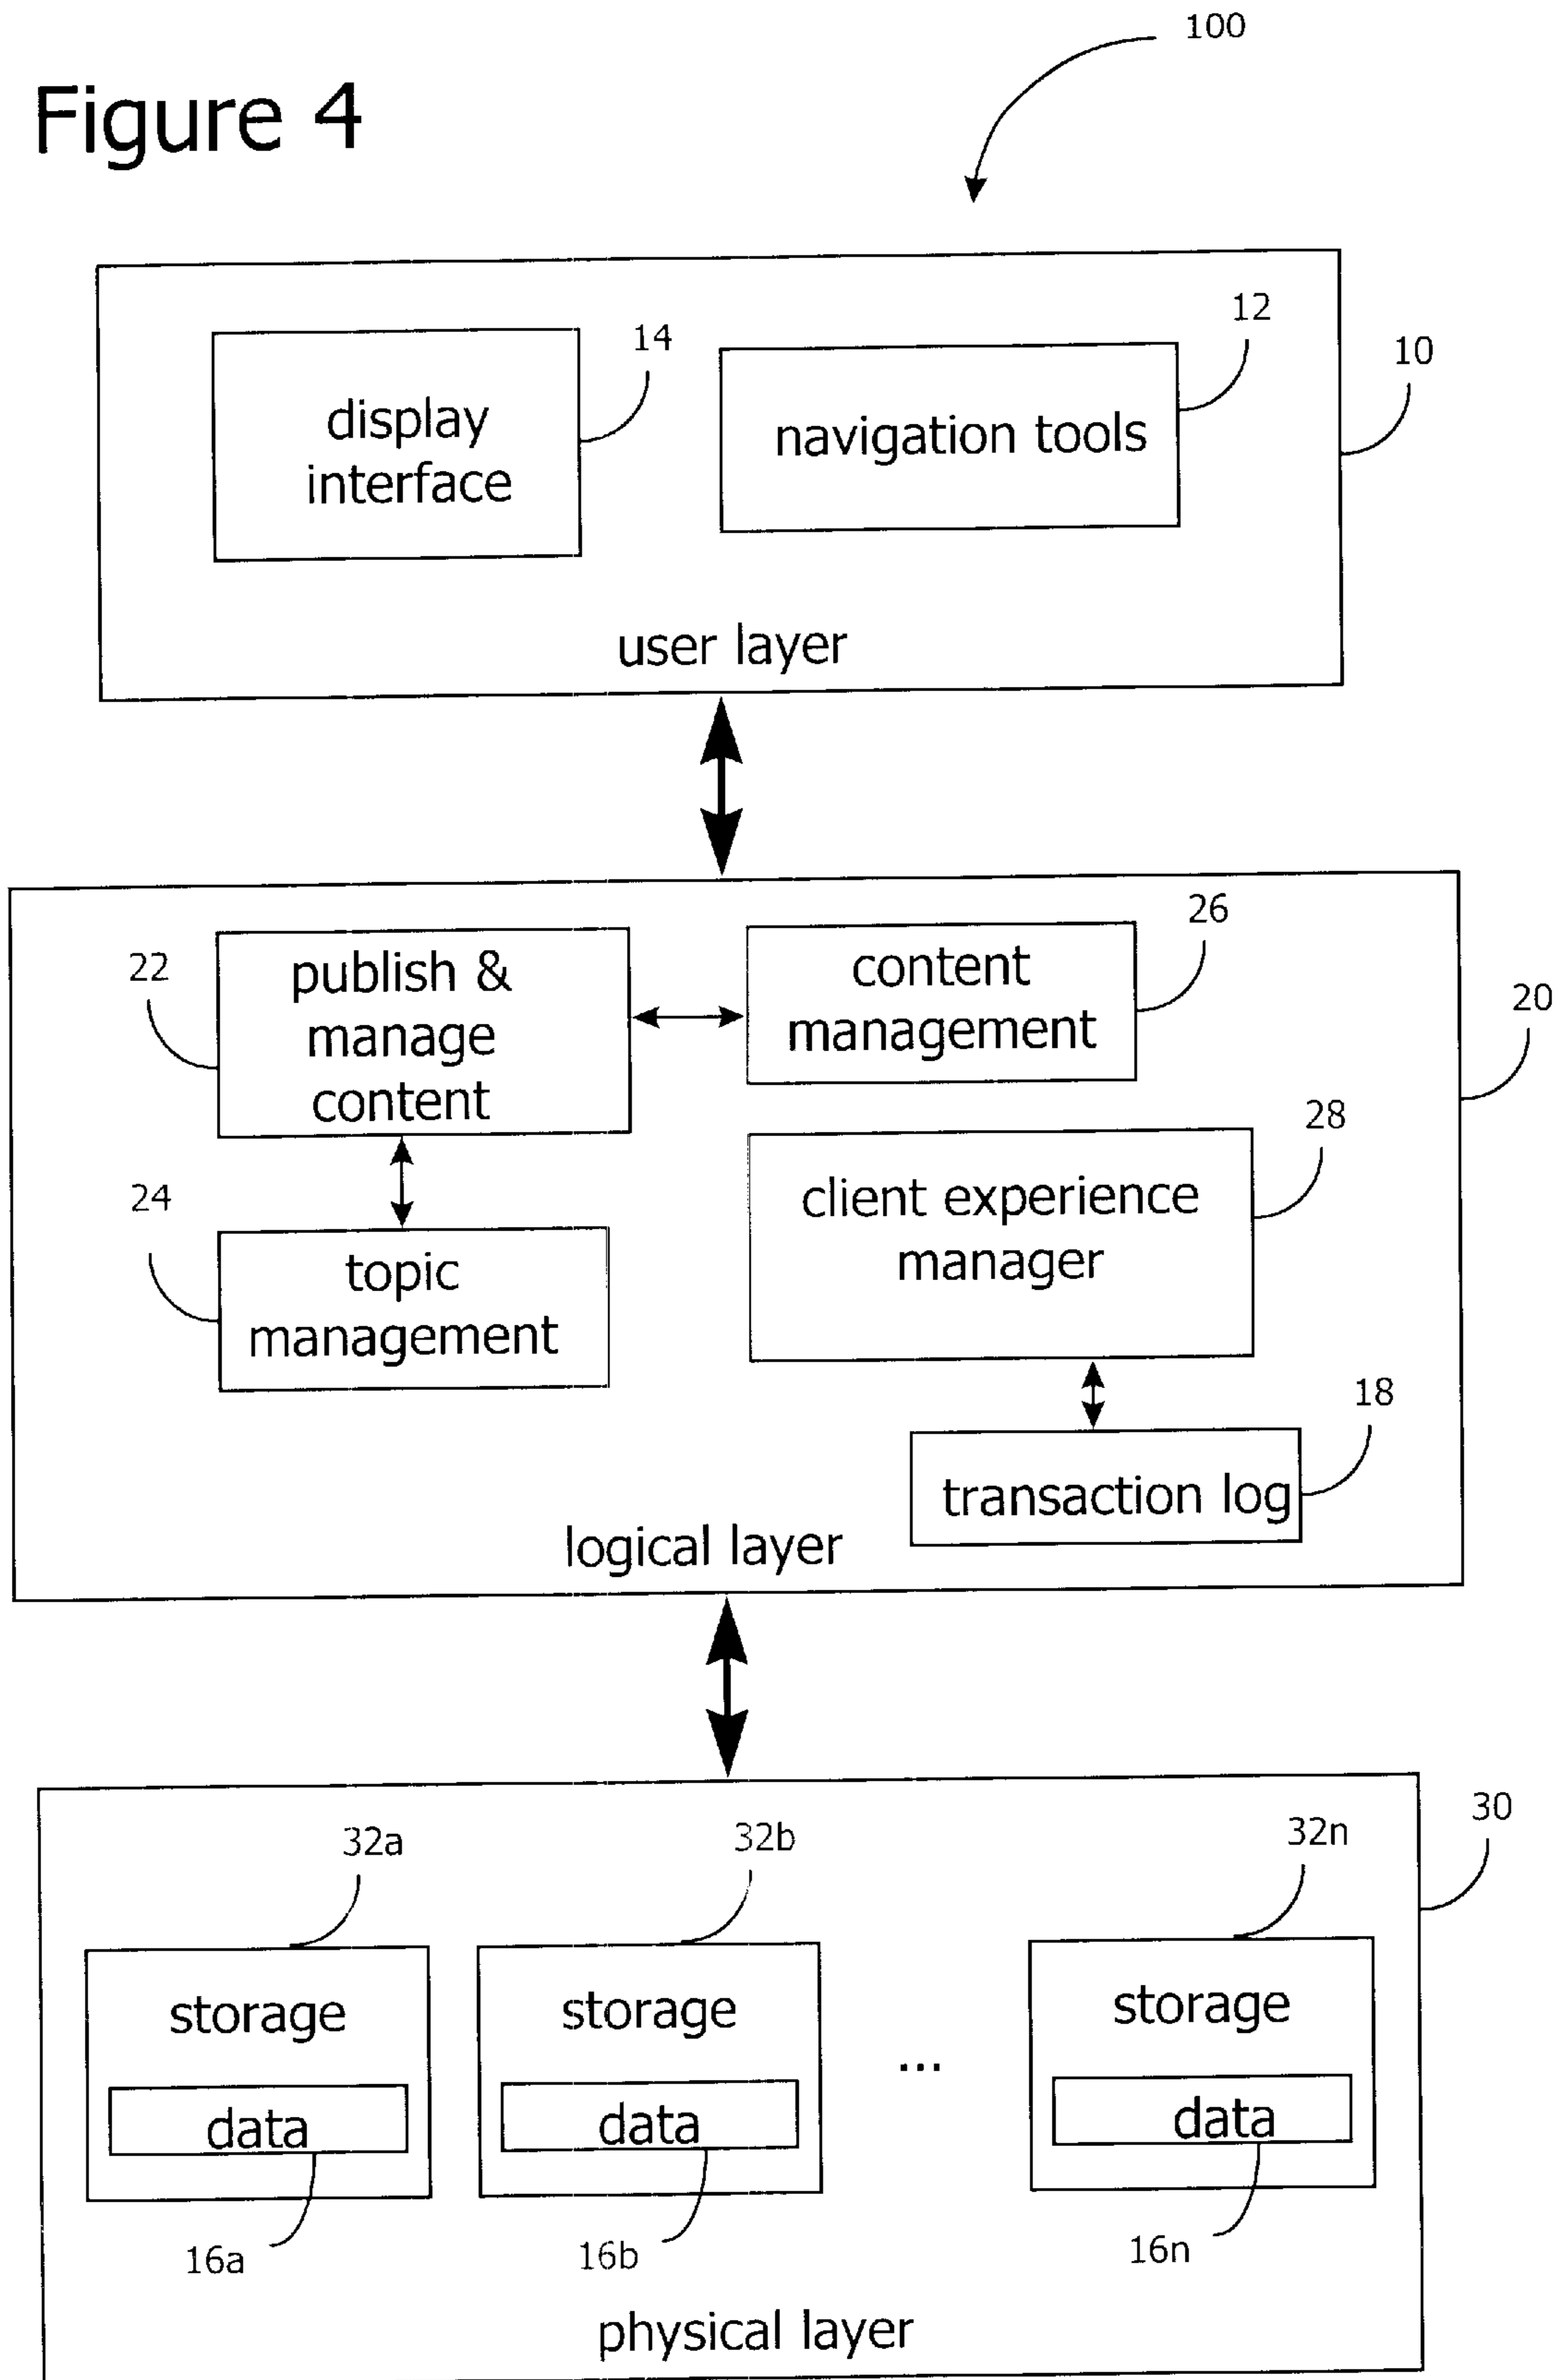 100
Figure 4
12
14
10
display
interface
navigation tools
user layer
26
22
publish &
manage
content
content
management
20
28
24
client experience
manager
topic
management
18
transaction log
logical layer
30
32a
32b
32n
storage
storage
storage
...
data
data
data
16a
16b
16n
physical layer